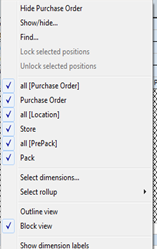 Hide Purchase Order
Show/hide...
Find...
Lock selected positions
Unlock selected positions
all [Purchase Order]
Purchase Order
all [Location]
Store
all [PrePack]
Pack
Select dimensions...
Select rollup
Outline view
Block view
Show dimension labels